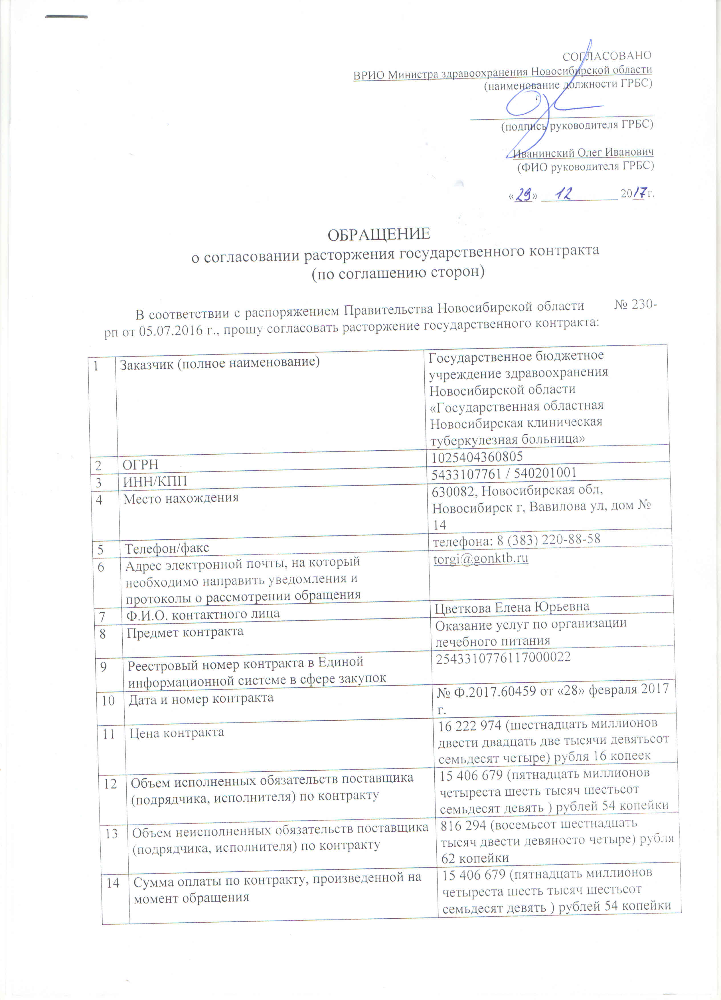 СОГЛАСОВАНО
ВРИО Министра здравоохранения Новосибирской области
(наименование должности ГРБС)
(подпись руководителя ГРБС)
Иванинский Олег Иванович
(ФИО руководителя ГРБС)
«29» 12 2017г.
ОБРАЩЕНИЕ
о согласовании расторжения государственного контракта
(по соглашению сторон)
В соответствии с распоряжением Правительства Новосибирской области № 230-
рп от 05.07.2016 г., прошу согласовать расторжение государственного контракта:
1 Заказчик (полное наименование) Государственное бюджетное
учреждение здравоохранения
Новосибирской области
«Государственная областная
Новосибирская клиническая
туберкулезная больница»
2 ОГРН 1025404360805
3 ИНН/КПП 5433107761 / 540201001
4 Место нахождения 630082, Новосибирская обл,
Новосибирск г, Вавилова ул, дом №
14
5 Телефон/факс телефона: 8 (383) 220-88-58
6 Адрес электронной почты, на который torgi@gonktb.ru
необходимо направить уведомления и
протоколы о рассмотрении обращения
7 Ф.И.О. контактного лица Цветкова Елена Юрьевна
8 Предмет контракта Оказание услуг по организации
лечебного питания
9 Реестровый номер контракта в Единой 2543310776117000022
информационной системе в сфере закупок
10 Дата и номер контракта № Ф.2017.60459 от «28» февраля 2017
г.
11 Цена контракта 16 222 974 (шестнадцать миллионов
двести двадцать две тысячи девятьсот
семьдесят четыре) рубля 16 копеек
12 Объем исполненных обязательств поставщика 15 406 679 (пятнадцать миллионов
(подрядчика, исполнителя) по контракту четыреста шесть тысяч шестьсот
семьдесят девять ) рублей 54 копейки
13 Объем неисполненных обязательств поставщика 816 294 (восемьсот шестнадцать
(подрядчика, исполнителя) по контракту тысяч двести девяносто четыре) рубля
62 копейки
14 Сумма оплаты по контракту, произведенной на 15 406 679 (пятнадцать миллионов
момент обращения четыреста шесть тысяч шестьсот
семьдесят девять ) рублей 54 копейки